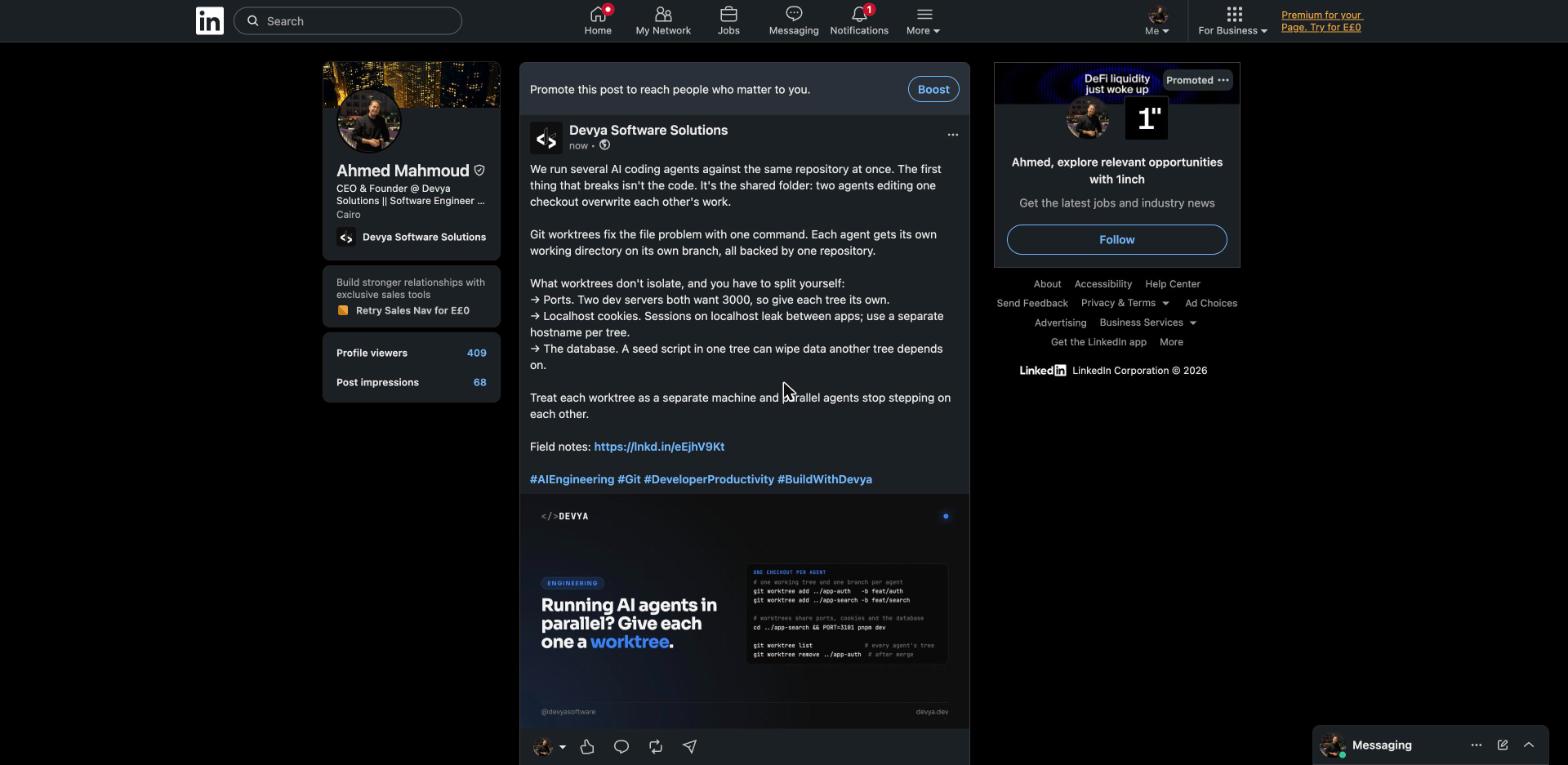 in
Search
Home
My Network
Jobs
Messaging
1
Notifications
More
Me
For Business
Premium for your
Page. Try for E£0
Ahmed Mahmoud
CEO & Founder @ Devya
Solutions || Software Engineer ...
Cairo
Devya Software Solutions
Build stronger relationships with
exclusive sales tools
Retry Sales Nav for E£0
Profile viewers 409
Post impressions 68
Promote this post to reach people who matter to you.
Boost
Devya Software Solutions
now •
We run several AI coding agents against the same repository at once. The first
thing that breaks isn't the code. It's the shared folder: two agents editing one
checkout overwrite each other's work.
Git worktrees fix the file problem with one command. Each agent gets its own
working directory on its own branch, all backed by one repository.
What worktrees don't isolate, and you have to split yourself:
→ Ports. Two dev servers both want 3000, so give each tree its own.
→ Localhost cookies. Sessions on localhost leak between apps; use a separate
hostname per tree.
→ The database. A seed script in one tree can wipe data another tree depends
on.
Treat each worktree as a separate machine and parallel agents stop stepping on
each other.
Field notes: https://lnkd.in/eEjhV9Kt
#AIEngineering #Git #DeveloperProductivity #BuildWithDevya
</>DEVYA
ENGINEERING
Running AI agents in
parallel? Give each
one a worktree.
ONE CHECKOUT PER AGENT
# one working tree and one branch per agent
git worktree add ../app-auth -b feat/auth
git worktree add ../app-search -b feat/search
# worktrees share ports, cookies and the database
cd ../app-search && PORT=3101 pnpm dev
git worktree list # every agent's tree
git worktree remove ../app-auth # after merge
@devyasoftware
devya.dev
DeFi liquidity
just woke up
Promoted
1"
Ahmed, explore relevant opportunities
with 1inch
Get the latest jobs and industry news
Follow
About Accessibility Help Center
Send Feedback Privacy & Terms Ad Choices
Advertising Business Services
Get the LinkedIn app More
LinkedIn LinkedIn Corporation © 2026
Messaging